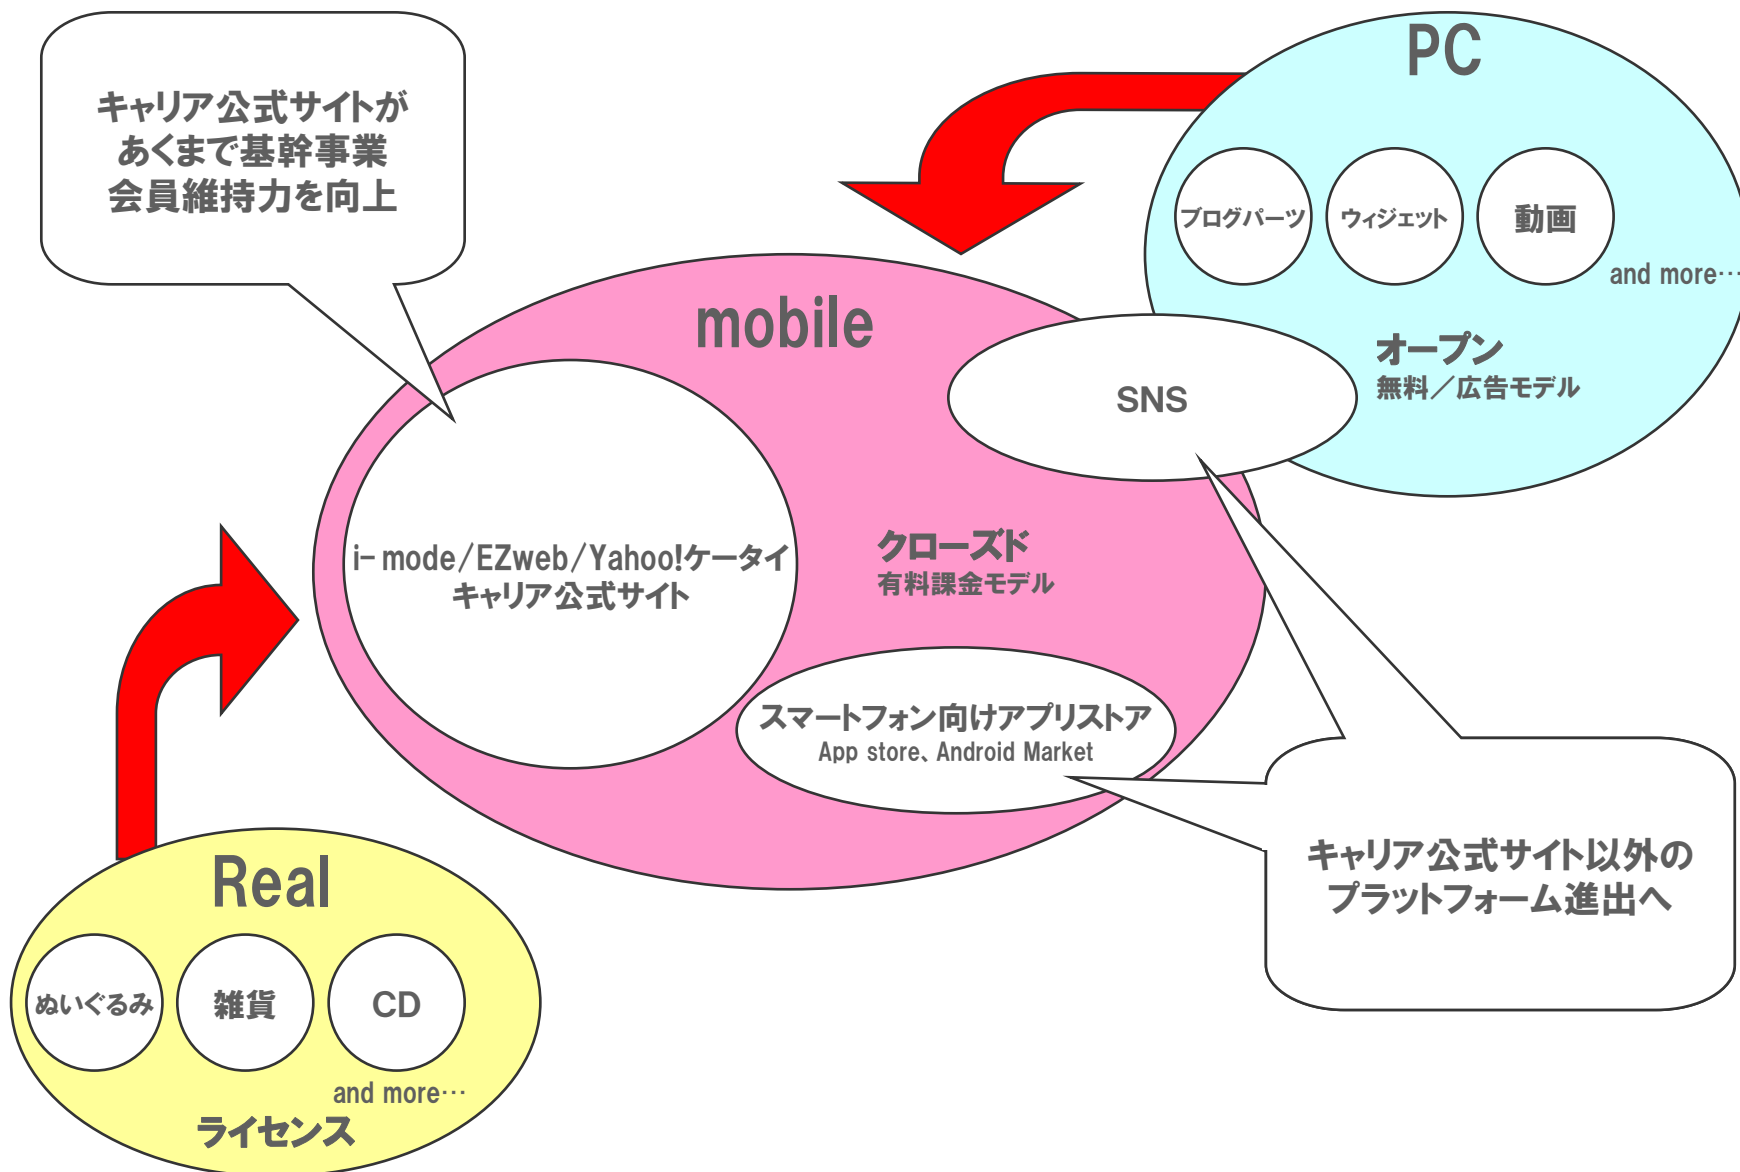 キャリア公式サイトが
あくまで基幹事業
会員維持力を向上
PC
ブログパーツ
ウィジェット
動画
and more…
オープン
無料／広告モデル
mobile
SNS
i-mode/EZweb/Yahoo!ケータイ
キャリア公式サイト
クローズド
有料課金モデル
スマートフォン向けアプリストア
App store、Android Market
キャリア公式サイト以外の
プラットフォーム進出へ
Real
ぬいぐるみ
雑貨
CD
and more…
ライセンス